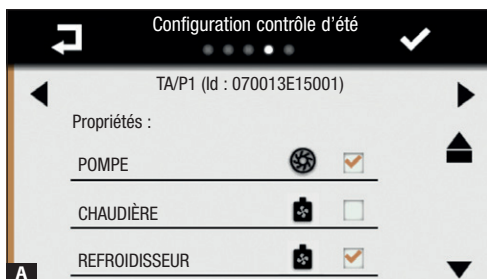 Configuration contrôle d'été
TA/P1 (Id : 070013E15001)
Propriétés :
POMPE
CHAUDIÈRE
REFROIDISSEUR
A